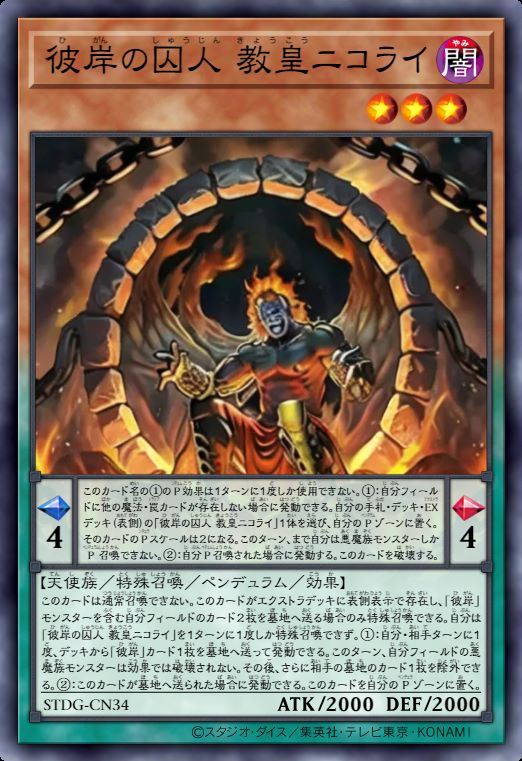 彼岸の囚人 教皇ニコライ
闇
このカード名の①のP効果は1ターンに1度しか使用できない。①：自分フィール
ドに他の魔法・罠カードが存在しない場合に発動できる。自分の手札・デッキ・EX
デッキ（表側）の「彼岸の囚人 教皇ニコライ」1体を選び、自分のPゾーンに置く。
そのカードのPスケールは2になる。このターン、まで自分は悪魔族モンスターしか
P召喚できない。②：自分P召喚された場合に発動する。このカードを破壊する。
4
4
【天使族／特殊召喚／ペンデュラム／効果】
このカードは通常召喚できない。このカードがエクストラデッキに表側表示で存在し、「彼岸」
モンスターを含む自分フィールドのカード2枚を墓地へ送る場合のみ特殊召喚できる。自分は
「彼岸の囚人 教皇ニコライ」を1ターンに1度しか特殊召喚できず。①：自分・相手ターンに1
度、デッキから「彼岸」カード1枚を墓地へ送って発動できる。このターン、自分フィールドの悪
魔族モンスターは効果では破壊されない。その後、さらに相手の墓地のカード1枚を除外でき
る。②：このカードが墓地へ送られた場合に発動できる。このカードを自分のPゾーンに置く。
STDG-CN34
ATK/2000 DEF/2000
©スタジオ・ダイス／集英社・テレビ東京・KONAMI